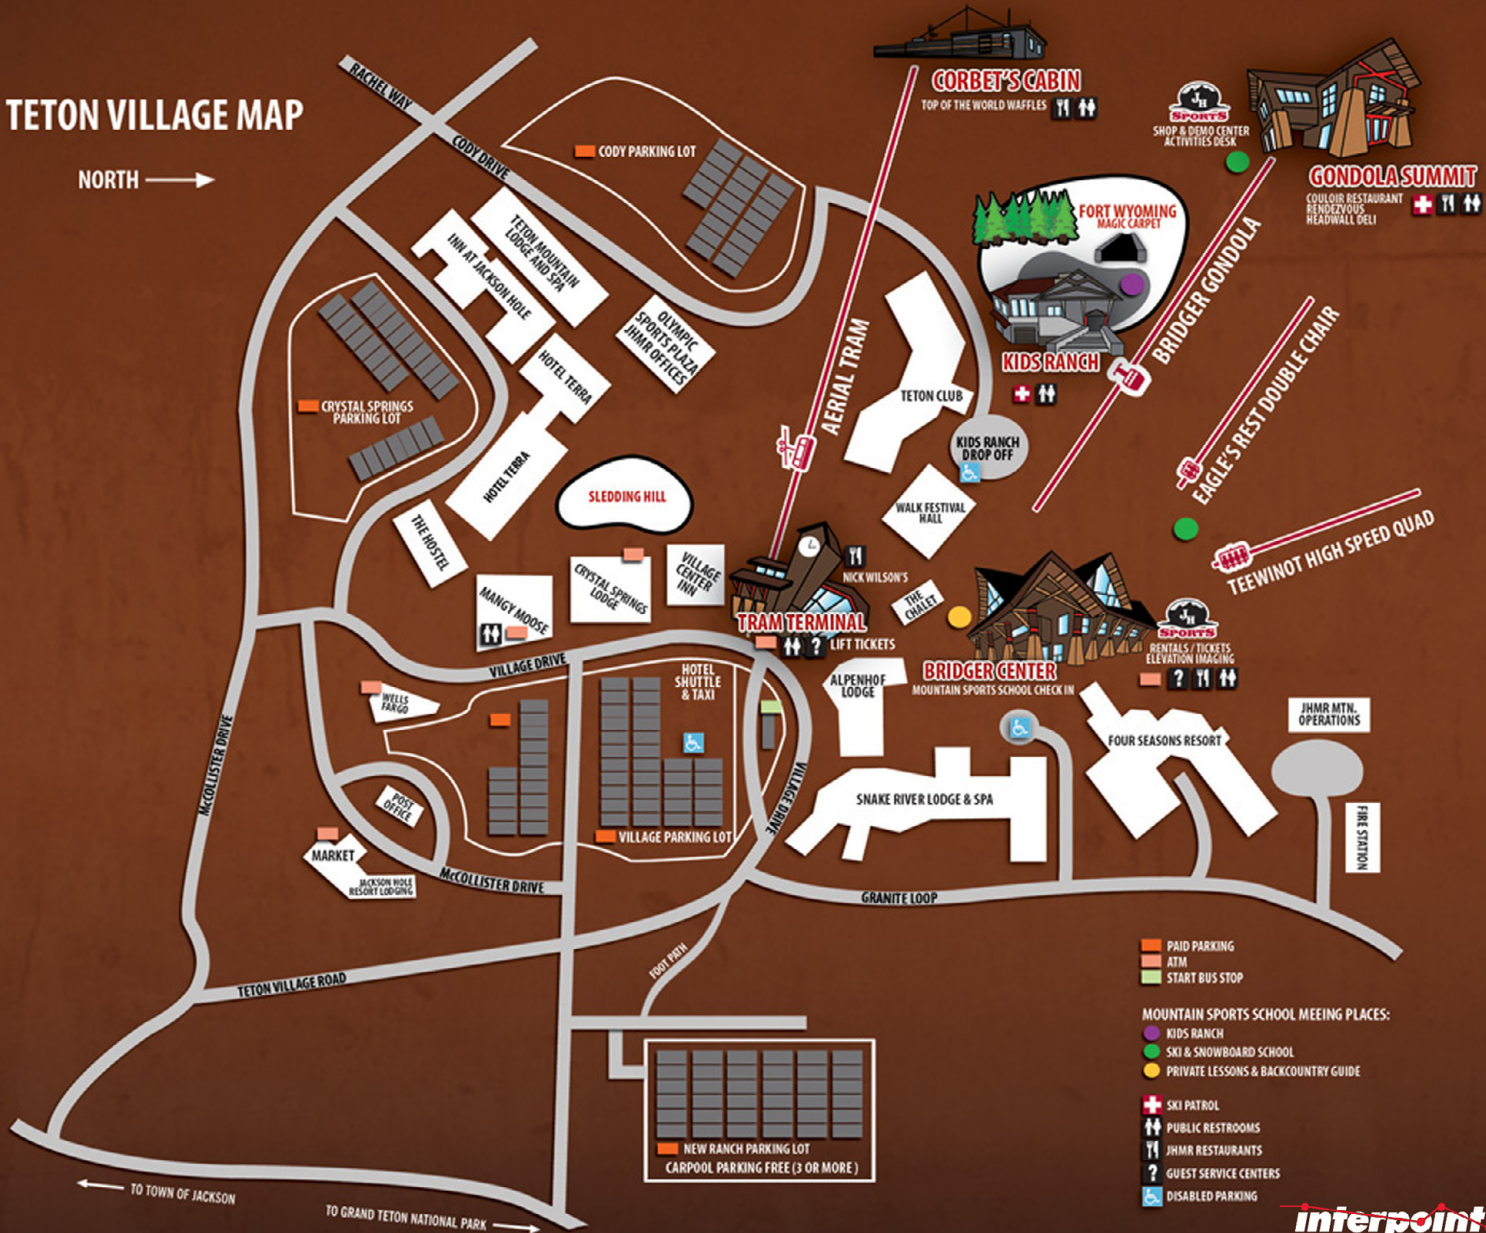 TETON VILLAGE MAP
NORTH
RACHEL WAY
CODY DRIVE
CODY PARKING LOT
CORBET'S CABIN
TOP OF THE WORLD WAFFLES
JH
SPORTS
SHOP & DEMO CENTER
ACTIVITIES DESK
GONDOLA SUMMIT
COULOIR RESTAURANT
RENDEZVOUS
HEADWALL DELI
FORT WYOMING
MAGIC CARPET
KIDS RANCH
BRIDGER GONDOLA
EAGLE'S REST DOUBLE CHAIR
TEEWINOT HIGH SPEED QUAD
AERIAL TRAM
TETON MOUNTAIN
LODGE AND SPA
INN AT JACKSON HOLE
OLYMPIC
SPORTS PLAZA
JHMR OFFICES
HOTEL TERRA
HOTEL TERRA
CRYSTAL SPRINGS
PARKING LOT
TETON CLUB
KIDS RANCH
DROP OFF
WALK FESTIVAL
HALL
SLEDDING HILL
THE HOSTEL
MANGY MOOSE
CRYSTAL SPRINGS
LODGE
VILLAGE
CENTER
INN
NICK WILSON'S
TRAM TERMINAL
? LIFT TICKETS
THE
CHALET
BRIDGER CENTER
MOUNTAIN SPORTS SCHOOL CHECK IN
JH
SPORTS
RENTALS / TICKETS
ELEVATION IMAGING
?
VILLAGE DRIVE
HOTEL
SHUTTLE
& TAXI
ALPENHOF
LODGE
WELLS
FARGO
FOUR SEASONS RESORT
JHMR MTN.
OPERATIONS
McCOLLISTER DRIVE
POST
OFFICE
VILLAGE DRIVE
SNAKE RIVER LODGE & SPA
FIRE STATION
VILLAGE PARKING LOT
MARKET
JACKSON HOLE
RESORT LODGING
McCOLLISTER DRIVE
GRANITE LOOP
TETON VILLAGE ROAD
FOOT PATH
NEW RANCH PARKING LOT
CARPOOL PARKING FREE (3 OR MORE)
TO TOWN OF JACKSON
TO GRAND TETON NATIONAL PARK
PAID PARKING
ATM
START BUS STOP
MOUNTAIN SPORTS SCHOOL MEEING PLACES:
KIDS RANCH
SKI & SNOWBOARD SCHOOL
PRIVATE LESSONS & BACKCOUNTRY GUIDE
SKI PATROL
PUBLIC RESTROOMS
JHMR RESTAURANTS
? GUEST SERVICE CENTERS
DISABLED PARKING
interpoint